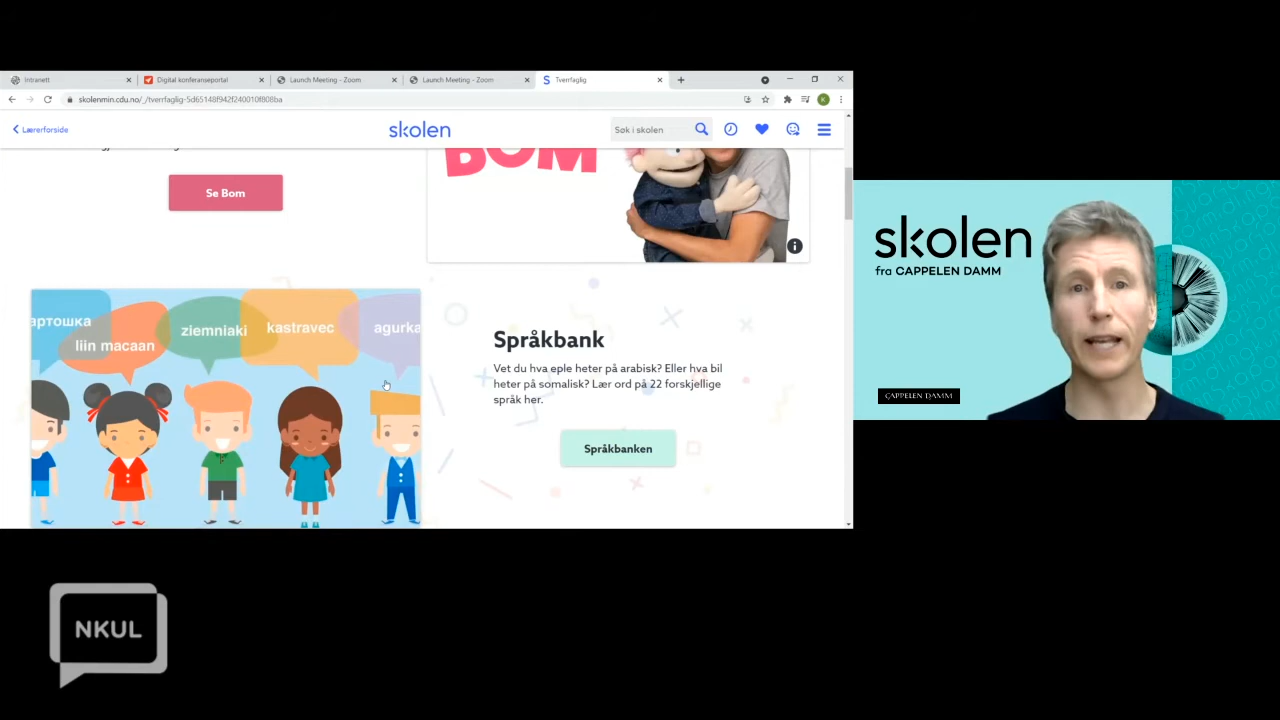 Intranett
Digital konferanseportal
Launch Meeting - Zoom
Launch Meeting - Zoom
S Tverrfaglig
skolenmin.cdu.no/_/tverrfaglig-5d65148f942f240010f808ba
K
Lærerforside
skolen
Søk i skolen
BOM
Se Bom
артошка
liin macaan
ziemniaki
kastravec
agurka
Språkbank
Vet du hva eple heter på arabisk? Eller hva bil
heter på somalisk? Lær ord på 22 forskjellige
språk her.
Språkbanken
skolen
fra CAPPELEN DAMM
CAPPELEN DAMM
NKUL